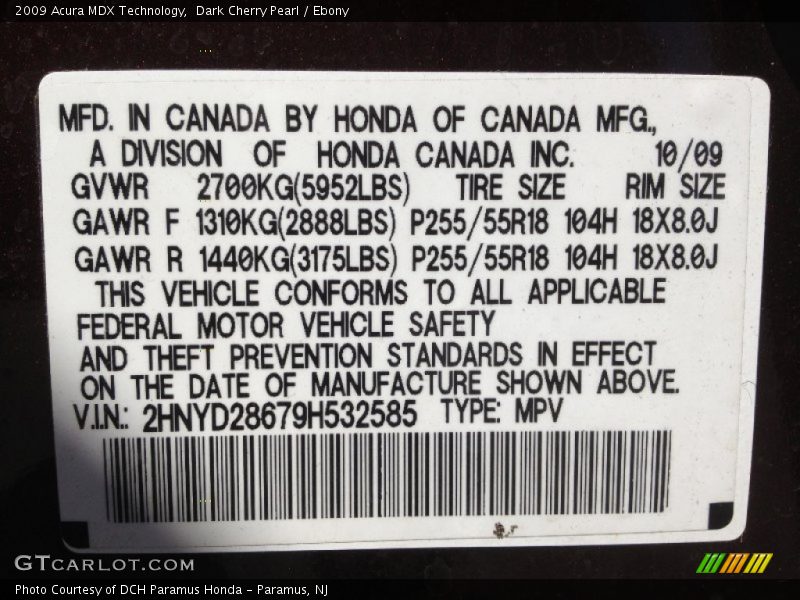 2009 Acura MDX Technology,  Dark Cherry Pearl / Ebony
MFD. IN CANADA BY HONDA OF CANADA MFG.,
A DIVISION OF HONDA CANADA INC. 10/09
GVWR 2700KG(5952LBS) TIRE SIZE RIM SIZE
GAWR F 1310KG(2888LBS) P255/55R18 104H 18X8.0J
GAWR R 1440KG(3175LBS) P255/55R18 104H 18X8.0J
THIS VEHICLE CONFORMS TO ALL APPLICABLE
FEDERAL MOTOR VEHICLE SAFETY
AND THEFT PREVENTION STANDARDS IN EFFECT
ON THE DATE OF MANUFACTURE SHOWN ABOVE.
V.I.N.: 2HNYD28679H532585 TYPE: MPV
GTCARLOT.COM
Photo Courtesy of DCH Paramus Honda - Paramus, NJ